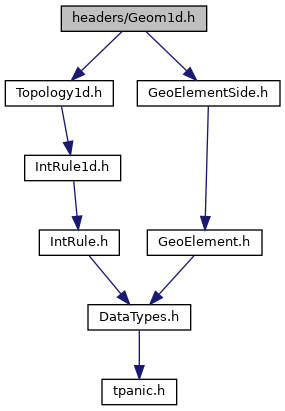 headers/Geom1d.h
Topology1d.h
GeoElementSide.h
IntRule1d.h
IntRule.h
GeoElement.h
DataTypes.h
tpanic.h